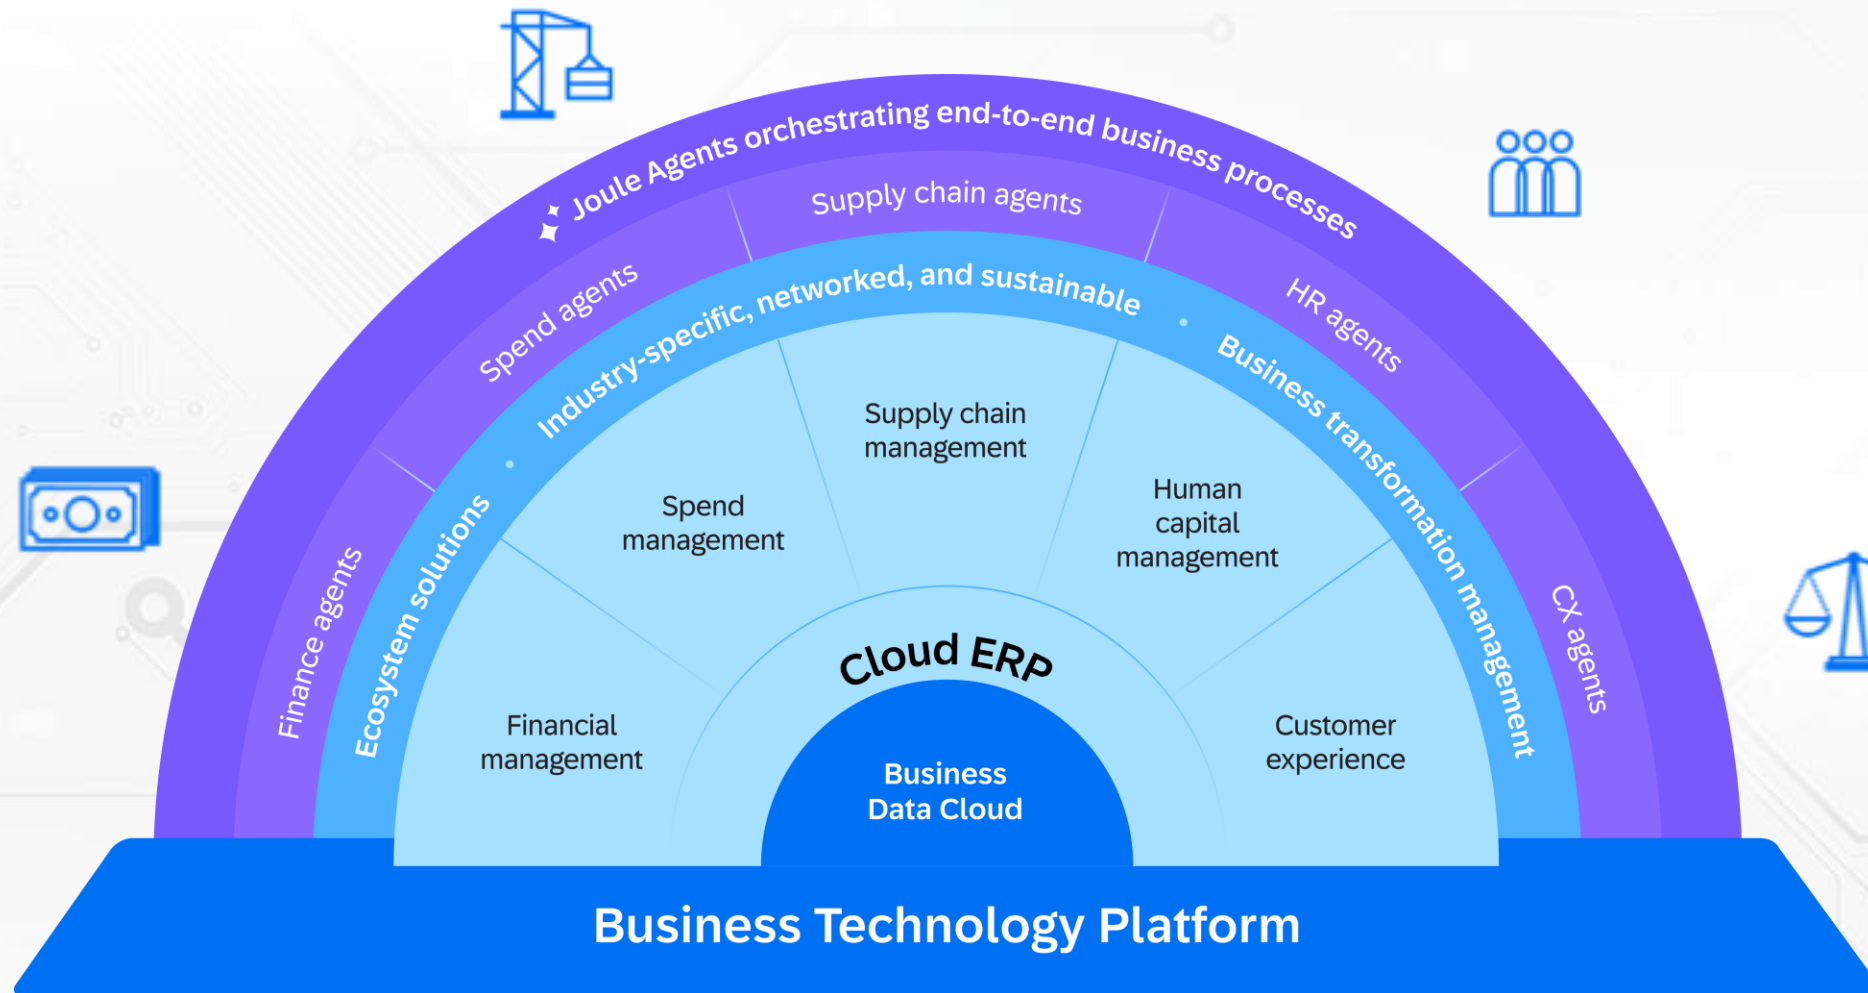 Joule Agents orchestrating end-to-end business processes
Finance agents
Spend agents
Supply chain agents
HR agents
CX agents
Ecosystem solutions • Industry-specific, networked, and sustainable • Business transformation management
Financial
management
Spend
management
Supply chain
management
Human
capital
management
Customer
experience
Cloud ERP
Business
Data Cloud
Business Technology Platform